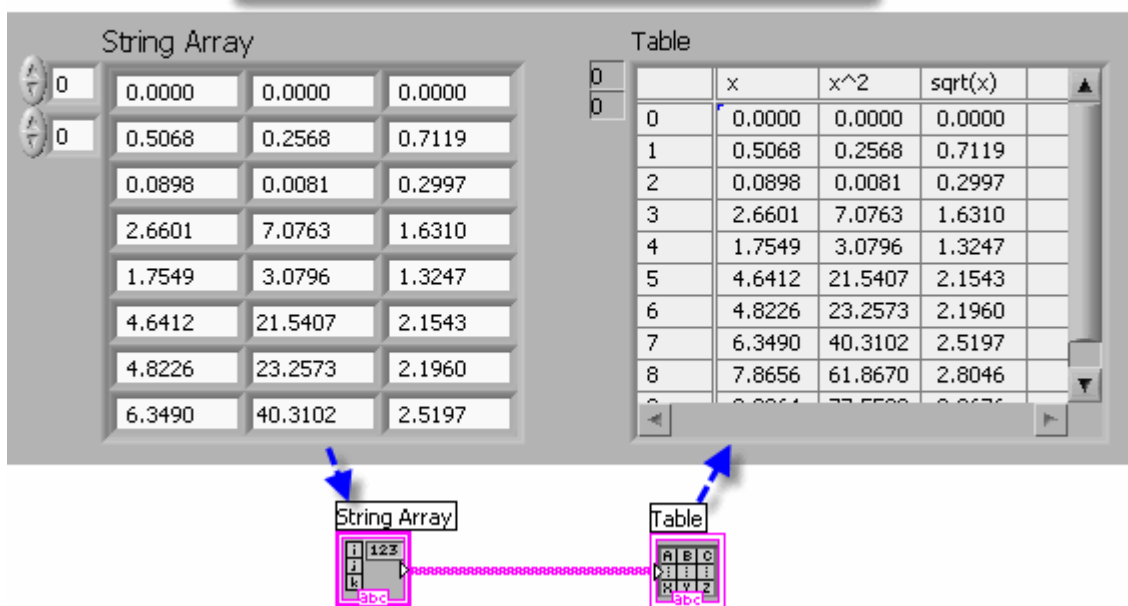 String Array
0
0
0.0000 0.0000 0.0000
0.5068 0.2568 0.7119
0.0898 0.0081 0.2997
2.6601 7.0763 1.6310
1.7549 3.0796 1.3247
4.6412 21.5407 2.1543
4.8226 23.2573 2.1960
6.3490 40.3102 2.5197
Table
0
0
x x^2 sqrt(x)
0 0.0000 0.0000 0.0000
1 0.5068 0.2568 0.7119
2 0.0898 0.0081 0.2997
3 2.6601 7.0763 1.6310
4 1.7549 3.0796 1.3247
5 4.6412 21.5407 2.1543
6 4.8226 23.2573 2.1960
7 6.3490 40.3102 2.5197
8 7.8656 61.8670 2.8046
String Array
i 123
j
k
abc
Table
A B C
X Y Z
abc